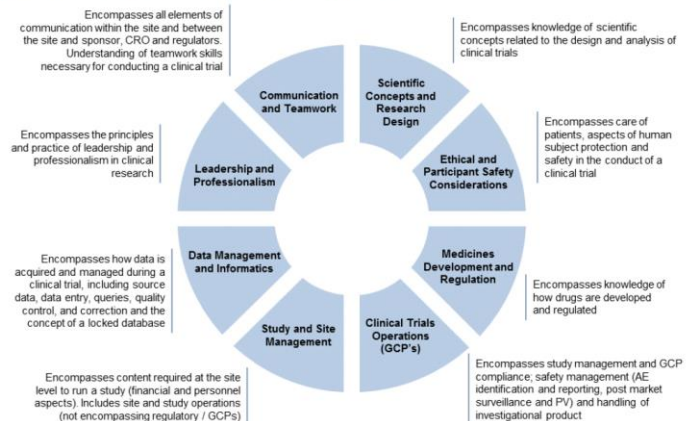 Encompasses all elements of
communication within the site and between
the site and sponsor, CRO and regulators.
Understanding of teamwork skills
necessary for conducting a clinical trial
Encompasses knowledge of scientific
concepts related to the design and analysis of
clinical trials
Communication
and Teamwork
Scientific
Concepts and
Research
Design
Encompasses the principles
and practice of leadership and
professionalism in clinical
research
Leadership and
Professionalism
Ethical and
Participant Safety
Considerations
Encompasses care of
patients, aspects of human
subject protection and
safety in the conduct of a
clinical trial
Encompasses how data is
acquired and managed during a
clinical trial, including source
data, data entry, queries, quality
control, and correction and the
concept of a locked database
Data Management
and Informatics
Medicines
Development and
Regulation
Encompasses knowledge of
how drugs are developed
and regulated
Study and Site
Management
Clinical Trials
Operations
(GCP's)
Encompasses content required at the site
level to run a study (financial and personnel
aspects). Includes site and study operations
(not encompassing regulatory / GCPs)
Encompasses study management and GCP
compliance; safety management (AE
identification and reporting, post market
surveillance and PV) and handling of
investigational product